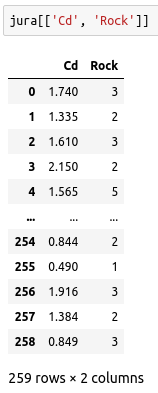 jura[['Cd', 'Rock']]
Cd Rock
0 1.740 3
1 1.335 2
2 1.610 3
3 2.150 2
4 1.565 5
... ... ...
254 0.844 2
255 0.490 1
256 1.916 3
257 1.384 2
258 0.849 3
259 rows × 2 columns